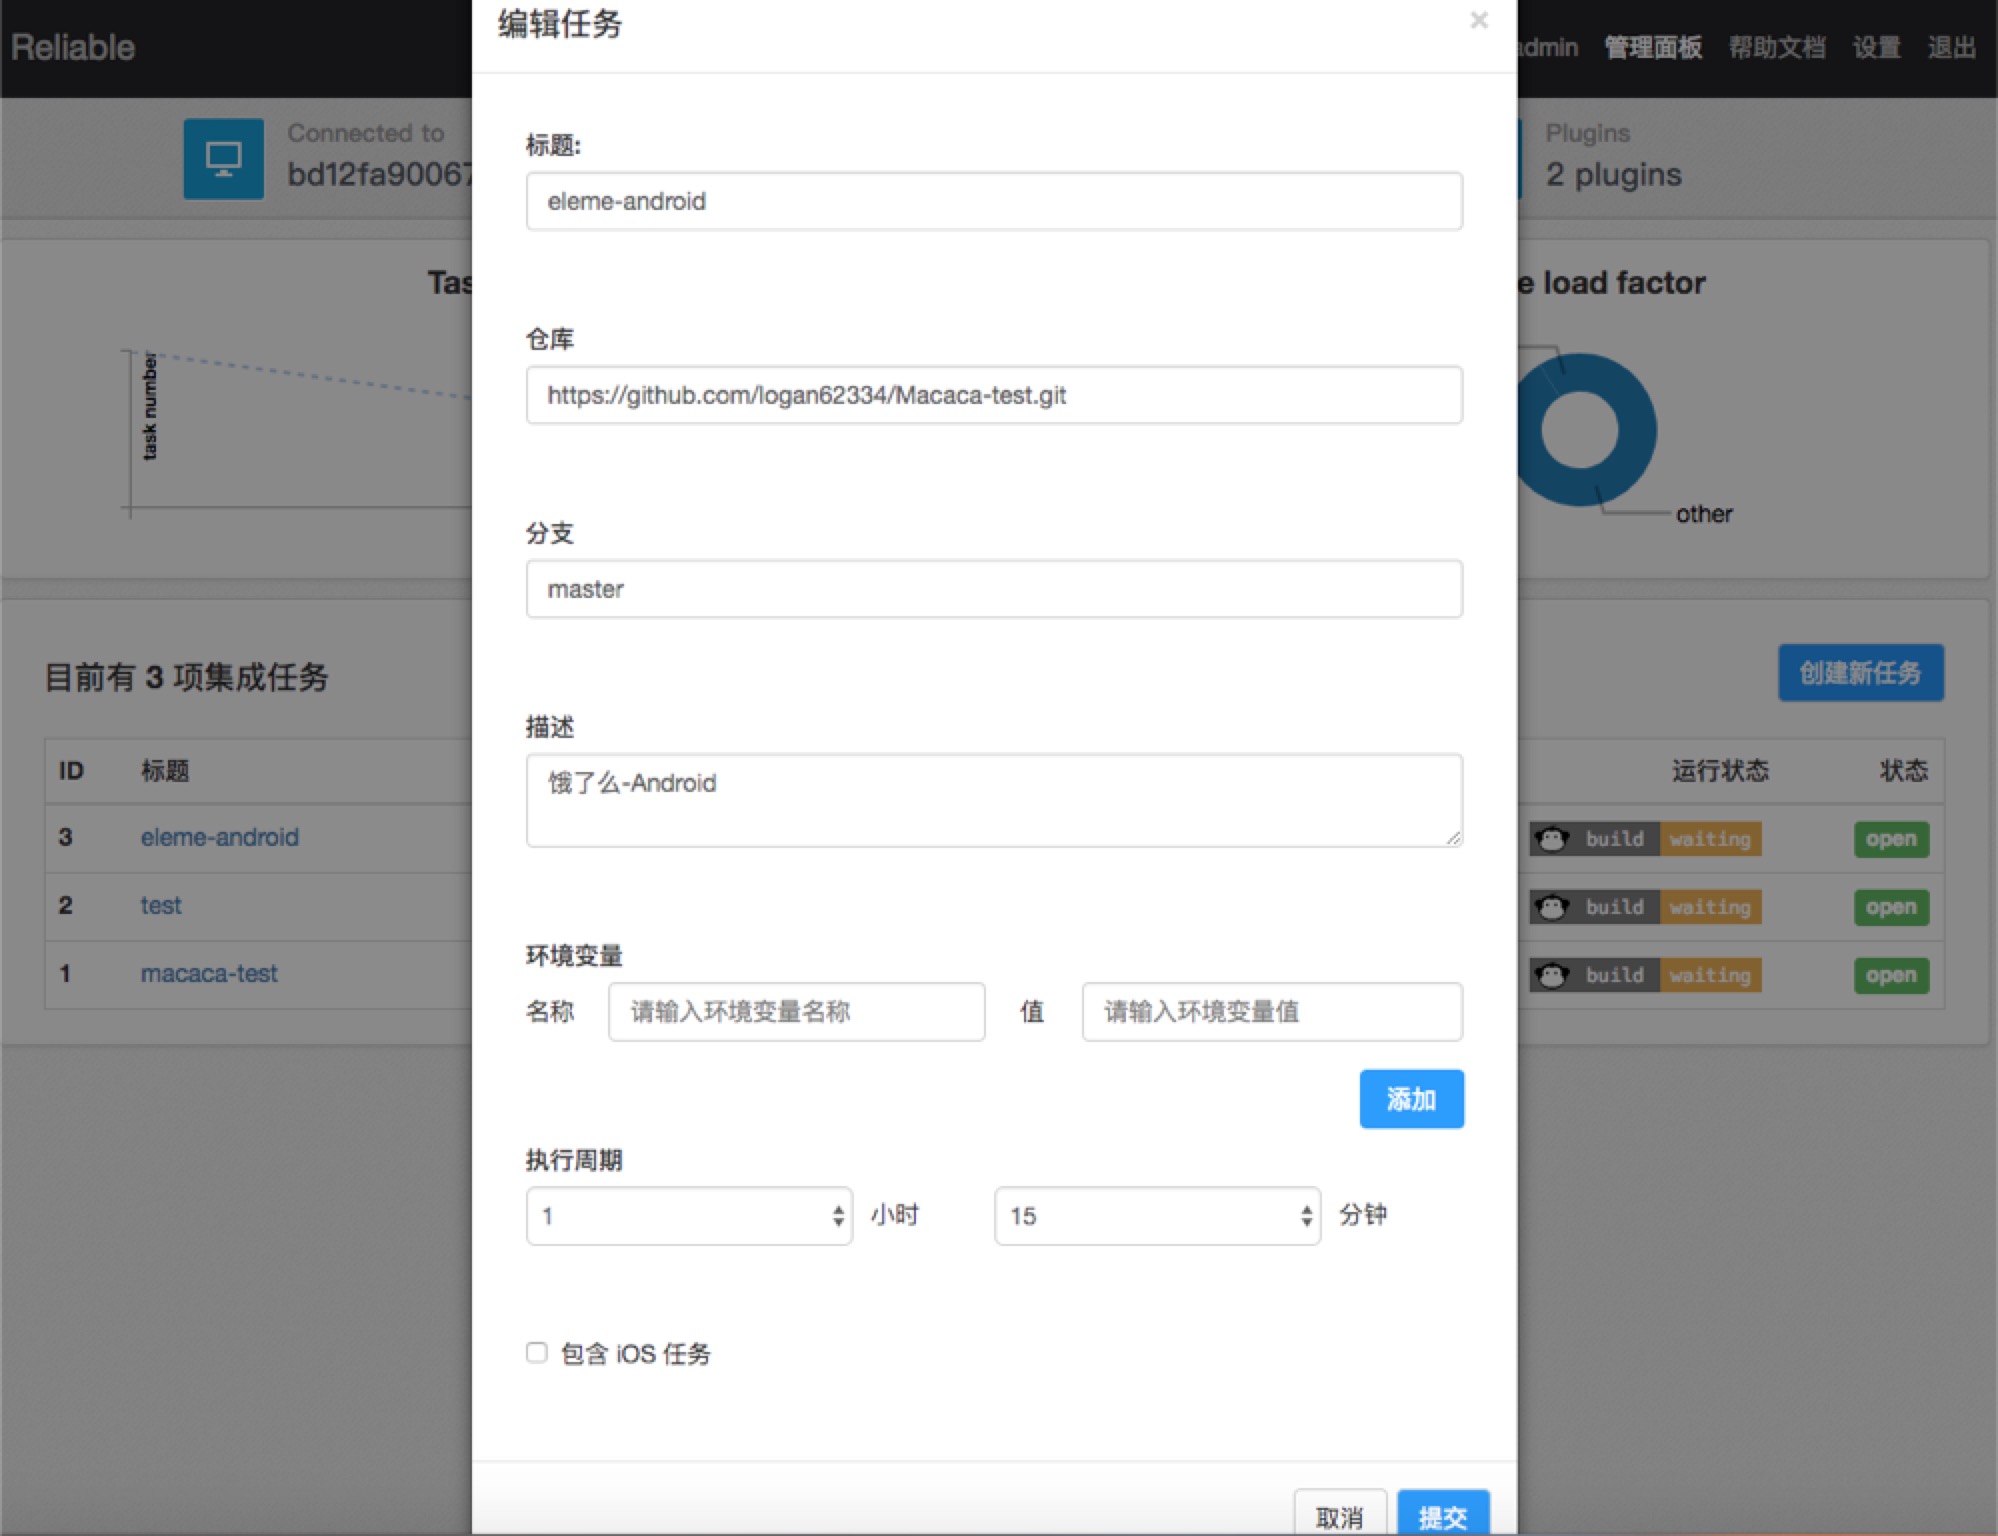 Reliable
编辑任务
×
admin 管理面板 帮助文档 设置 退出
Connected to
bd12fa90067
Plugins
2 plugins
标题:
eleme-android
Tas
e load factor
仓库
https://github.com/logan62334/Macaca-test.git
task number
other
分支
master
目前有 3 项集成任务
创建新任务
描述
饿了么-Android
ID 标题 运行状态 状态
3 eleme-android build waiting open
2 test build waiting open
1 macaca-test build waiting open
环境变量
名称 请输入环境变量名称 值 请输入环境变量值
添加
执行周期
1 小时 15 分钟
包含 iOS 任务
取消 提交